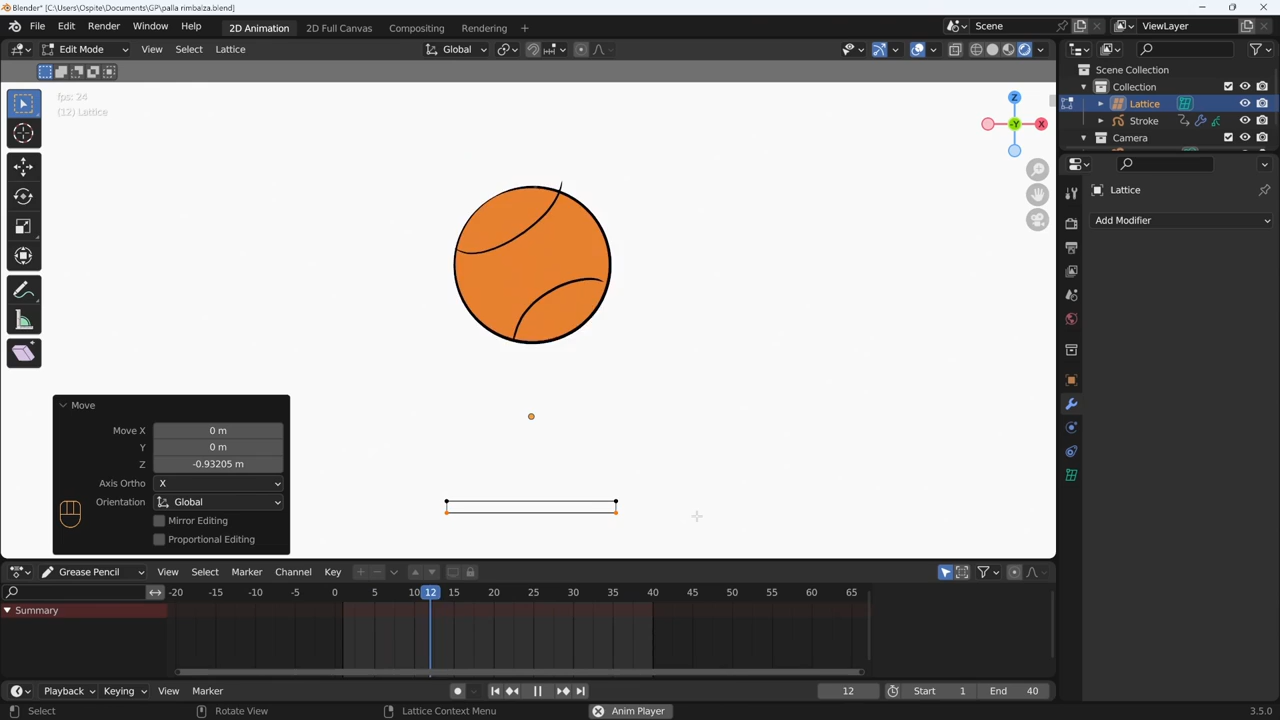 Blender* [C:\Users\Ospite\Documents\GP\palla rimbalza.blend]
File Edit Render Window Help 2D Animation 2D Full Canvas Compositing Rendering + Scene ViewLayer
Edit Mode View Select Lattice Global
Scene Collection
Collection
Lattice
Stroke
Camera
fps: 24
(12) Lattice
Z
-Y
X
Lattice
Add Modifier
Move
Move X 0 m
Y 0 m
Z -0.93205 m
Axis Ortho X
Orientation Global
Mirror Editing
Proportional Editing
Grease Pencil View Select Marker Channel Key
-20 -15 -10 -5 0 5 10 12 15 20 25 30 35 40 45 50 55 60 65
Summary
Playback Keying View Marker 12 Start 1 End 40
Select Rotate View Lattice Context Menu Anim Player 3.5.0